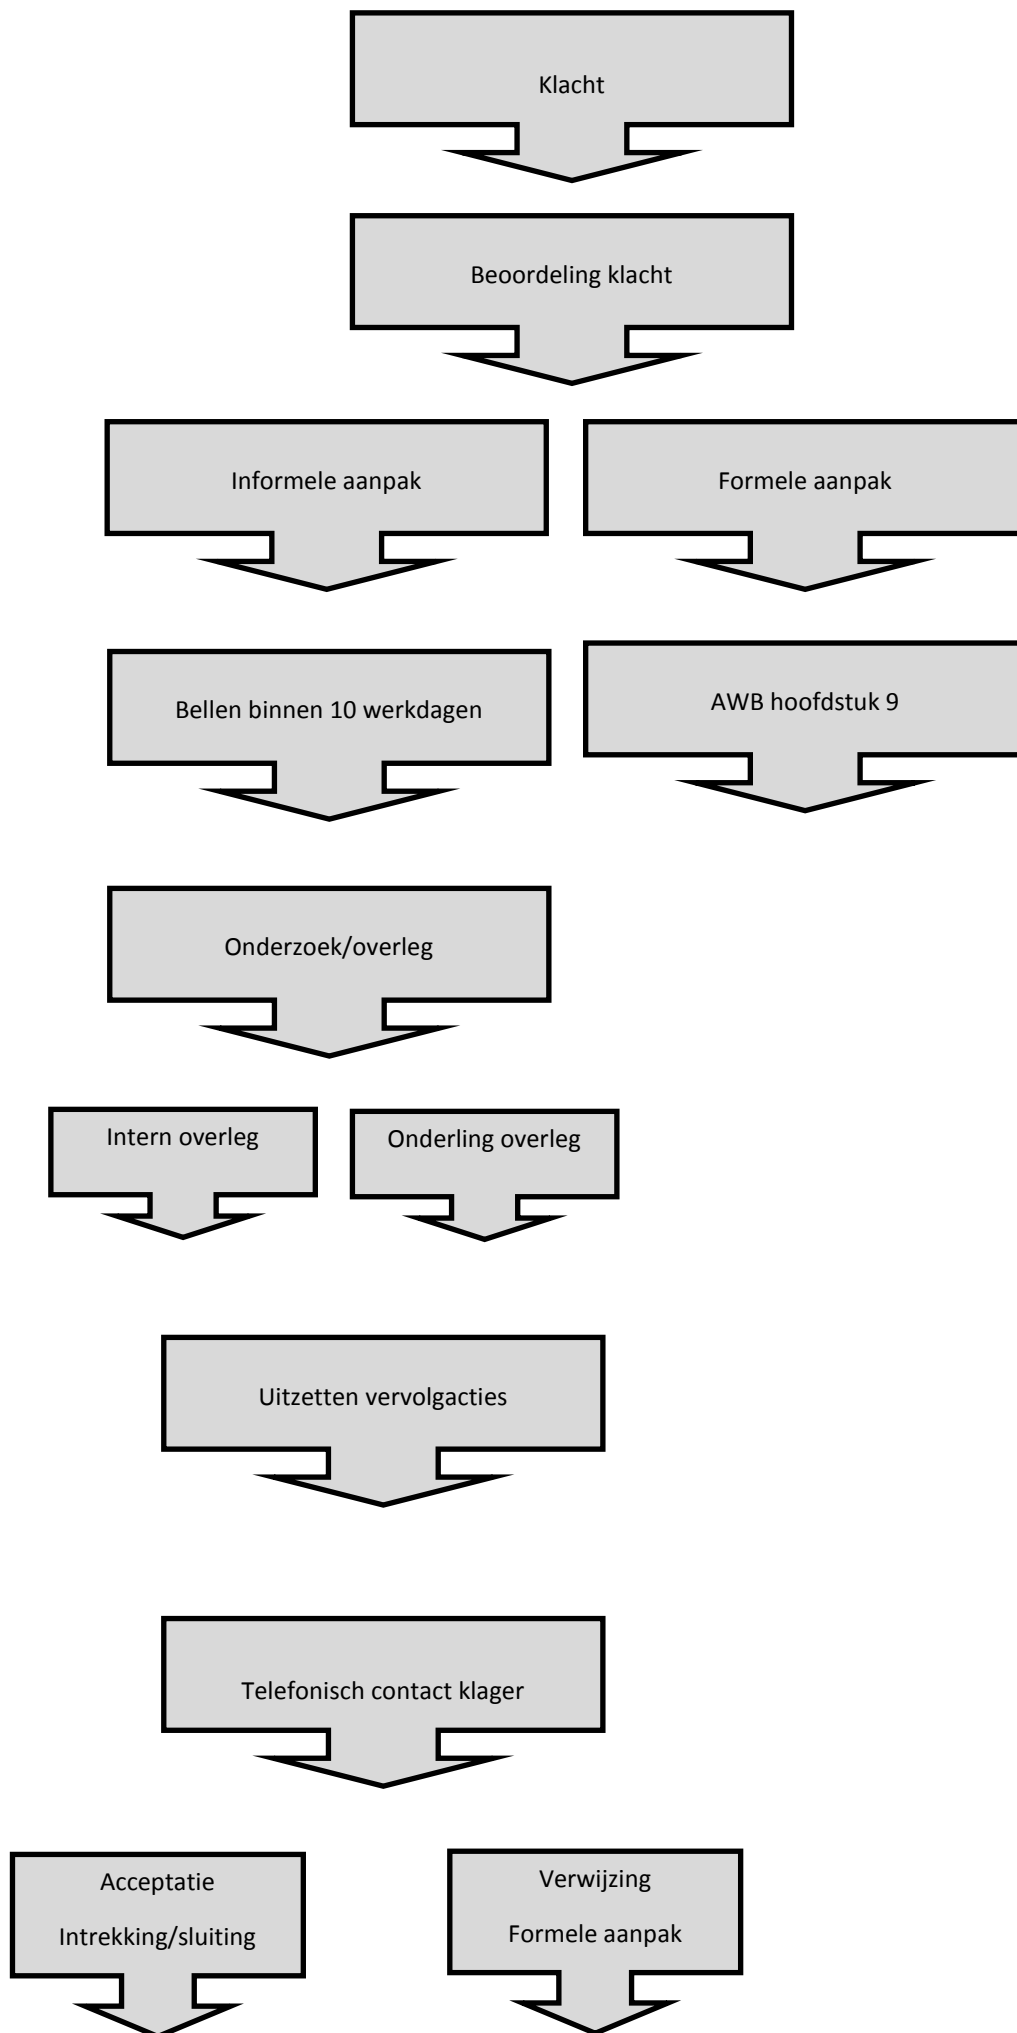 Klacht
Beoordeling klacht
Informele aanpak
Formele aanpak
Bellen binnen 10 werkdagen
AWB hoofdstuk 9
Onderzoek/overleg
Intern overleg
Onderling overleg
Uitzetten vervolgacties
Telefonisch contact klager
Acceptatie
Intrekking/sluiting
Verwijzing
Formele aanpak